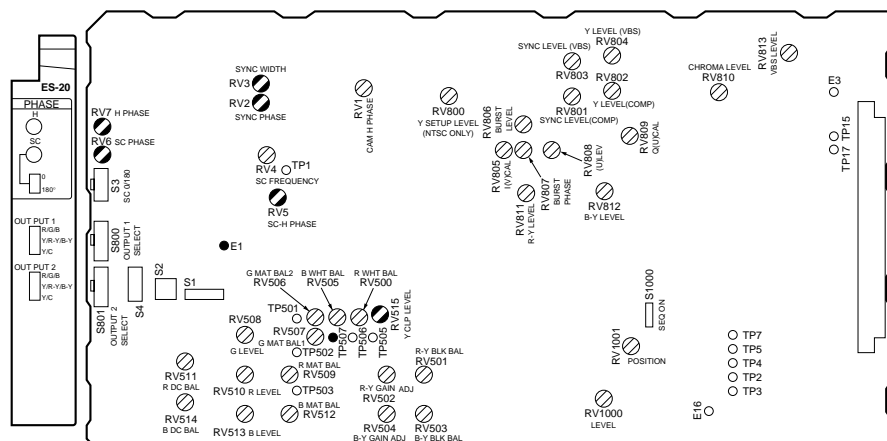 ES-20
PHASE
H
SC
0
180°
OUT PUT 1
R/G/B
Y/R-Y/B-Y
Y/C
OUT PUT 2
R/G/B
Y/R-Y/B-Y
Y/C
RV7 H PHASE
RV6 SC PHASE
S3
SC 0/180
S800
OUTPUT 1
SELECT
S801
OUTPUT 2
SELECT
S4
S2
S1
SYNC WIDTH
RV3
RV2
SYNC PHASE
RV4
TP1
SC FREQUENCY
RV5
SC-H PHASE
E1
RV1
CAM H PHASE
RV800
Y SETUP LEVEL
(NTSC ONLY)
RV806
BURST
LEVEL
SYNC LEVEL (VBS)
RV803
Y LEVEL (VBS)
RV804
RV802
Y LEVEL(COMP)
RV801
SYNC LEVEL(COMP)
RV805
I(V)CAL
RV807
BURST
PHASE
RV808
(U)LEV
RV809
Q(U)CAL
RV811
R-Y LEVEL
RV812
B-Y LEVEL
CHROMA LEVEL
RV810
RV813
VBS LEVEL
E3
TP15
TP17
G MAT BAL2
RV506
B WHT BAL
RV505
R WHT BAL
RV500
RV515
Y CLP LEVEL
TP501
RV507
G MAT BAL1
TP507
TP506
TP505
TP502
RV508
G LEVEL
R MAT BAL
RV509
TP503
B MAT BAL
RV512
RV511
R DC BAL
RV514
B DC BAL
RV510 R LEVEL
RV513 B LEVEL
R-Y GAIN ADJ
RV502
RV504
B-Y GAIN ADJ
R-Y BLK BAL
RV501
RV503
B-Y BLK BAL
S1000
SEQ ON
RV1001
POSITION
RV1000
LEVEL
TP7
TP5
TP4
TP2
TP3
E16